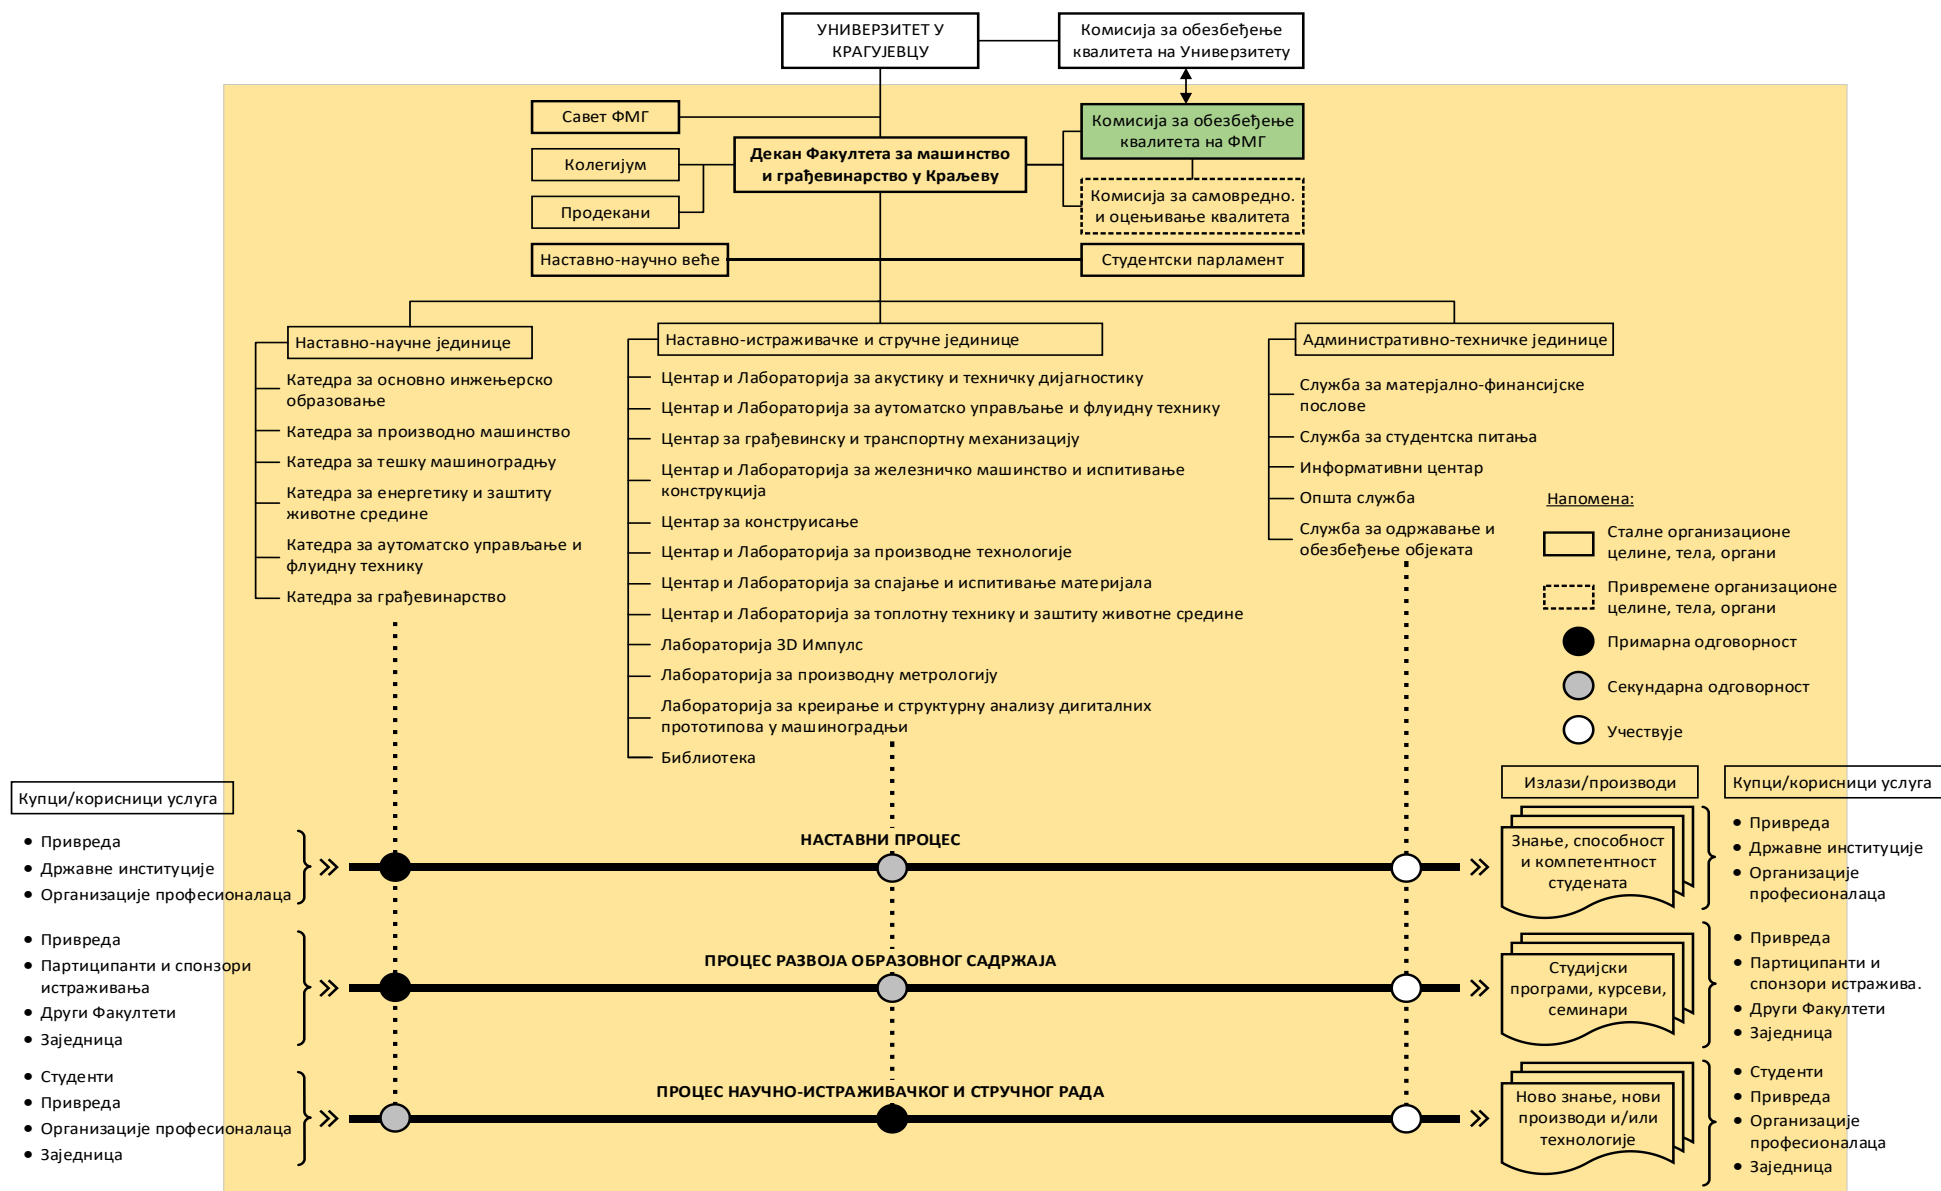 УНИВЕРЗИТЕТ У
КРАГУЈЕВЦУ
Комисија за обезбеђење
квалитета на Универзитету
Савет ФМГ
Колегијум
Продекани
Декан Факултета за машинство
и грађевинарство у Краљеву
Комисија за обезбеђење
квалитета на ФМГ
Комисија за самовредно.
и оцењивање квалитета
Наставно-научно веће
Студентски парламент
Наставно-научне јединице
Катедра за основно инжењерско
образовање
Катедра за производно машинство
Катедра за тешку машиноградњу
Катедра за енергетику и заштиту
животне средине
Катедра за аутоматско управљање и
флуидну технику
Катедра за грађевинарство
Наставно-истраживачке и стручне јединице
Центар и Лабораторија за акустику и техничку дијагностику
Центар и Лабораторија за аутоматско управљање и флуидну технику
Центар за грађевинску и транспортну механизацију
Центар и Лабораторија за железничко машинство и испитивање
конструкција
Центар за конструисање
Центар и Лабораторија за производне технологије
Центар и Лабораторија за спајање и испитивање материјала
Центар и Лабораторија за топлотну технику и заштиту животне средине
Лабораторија 3D Импулс
Лабораторија за производну метрологију
Лабораторија за креирање и структурну анализу дигиталних
прототипова у машиноградњи
Библиотека
Административно-техничке јединице
Служба за матерјално-финансијске
послове
Служба за студентска питања
Информативни центар
Општа служба
Служба за одржавање и
обезбеђење објеката
Напомена:
Сталне организационе
целине, тела, органи
Привремене организационе
целине, тела, органи
Примарна одговорност
Секундарна одговорност
Учествује
Купци/корисници услуга
Излази/производи
Купци/корисници услуга
• Привреда
• Државне институције
• Организације професионалаца
НАСТАВНИ ПРОЦЕС
Знање, способност
и компетентност
студената
• Привреда
• Државне институције
• Организације
професионалаца
• Привреда
• Партиципанти и спонзори
истраживања
• Други Факултети
• Заједница
ПРОЦЕС РАЗВОЈА ОБРАЗОВНОГ САДРЖАЈА
Студијски
програми, курсеви,
семинари
• Привреда
• Партиципанти и
спонзори истражива.
• Други Факултети
• Заједница
• Студенти
• Привреда
• Организације професионалаца
• Заједница
ПРОЦЕС НАУЧНО-ИСТРАЖИВАЧКОГ И СТРУЧНОГ РАДА
Ново знање, нови
производи и/или
технологије
• Студенти
• Привреда
• Организације
професионалаца
• Заједница